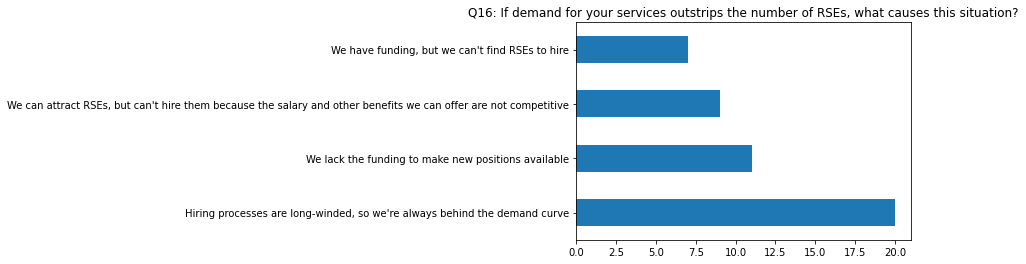 Q16: If demand for your services outstrips the number of RSEs, what causes this situation?
We have funding, but we can't find RSEs to hire
We can attract RSEs, but can't hire them because the salary and other benefits we can offer are not competitive
We lack the funding to make new positions available
Hiring processes are long-winded, so we're always behind the demand curve
0.0 2.5 5.0 7.5 10.0 12.5 15.0 17.5 20.0